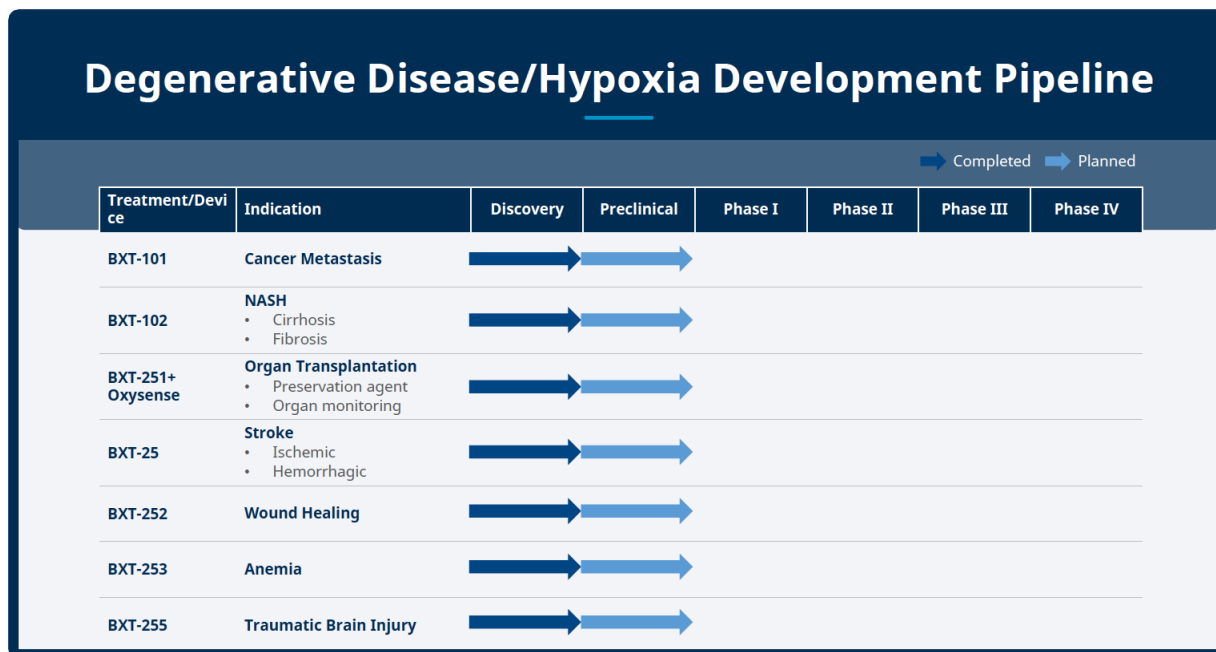 Degenerative Disease/Hypoxia Development Pipeline
Completed Planned
Treatment/Devi
ce
Indication
Discovery
Preclinical
Phase I
Phase II
Phase III
Phase IV
BXT-101
Cancer Metastasis
BXT-102
NASH
• Cirrhosis
• Fibrosis
BXT-251+
Oxysense
Organ Transplantation
• Preservation agent
• Organ monitoring
BXT-25
Stroke
• Ischemic
• Hemorrhagic
BXT-252
Wound Healing
BXT-253
Anemia
BXT-255
Traumatic Brain Injury